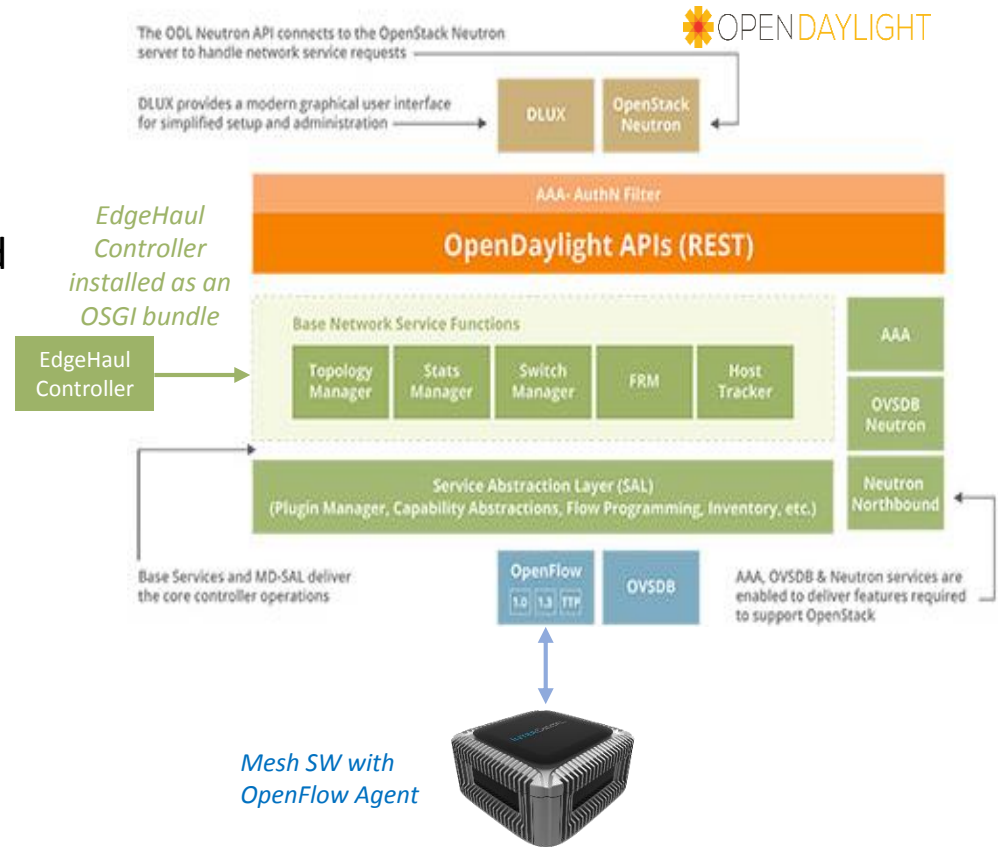 The ODL Neutron API connects to the OpenStack Neutron
server to handle network service requests
OPENDAYLIGHT
DLUX provides a modern graphical user interface
for simplified setup and administration
DLUX
OpenStack
Neutron
AAA- AuthN Filter
OpenDaylight APIs (REST)
EdgeHaul
Controller
installed as an
OSGI bundle
EdgeHaul
Controller
Base Network Service Functions
Topology
Manager
Stats
Manager
Switch
Manager
FRM
Host
Tracker
AAA
OVSDB
Neutron
Neutron
Northbound
Service Abstraction Layer (SAL)
(Plugin Manager, Capability Abstractions, Flow Programming, Inventory, etc.)
Base Services and MD-SAL deliver
the core controller operations
OpenFlow
1.0 1.3 TTP
OVSDB
AAA, OVSDB & Neutron services are
enabled to deliver features required
to support OpenStack
Mesh SW with
OpenFlow Agent